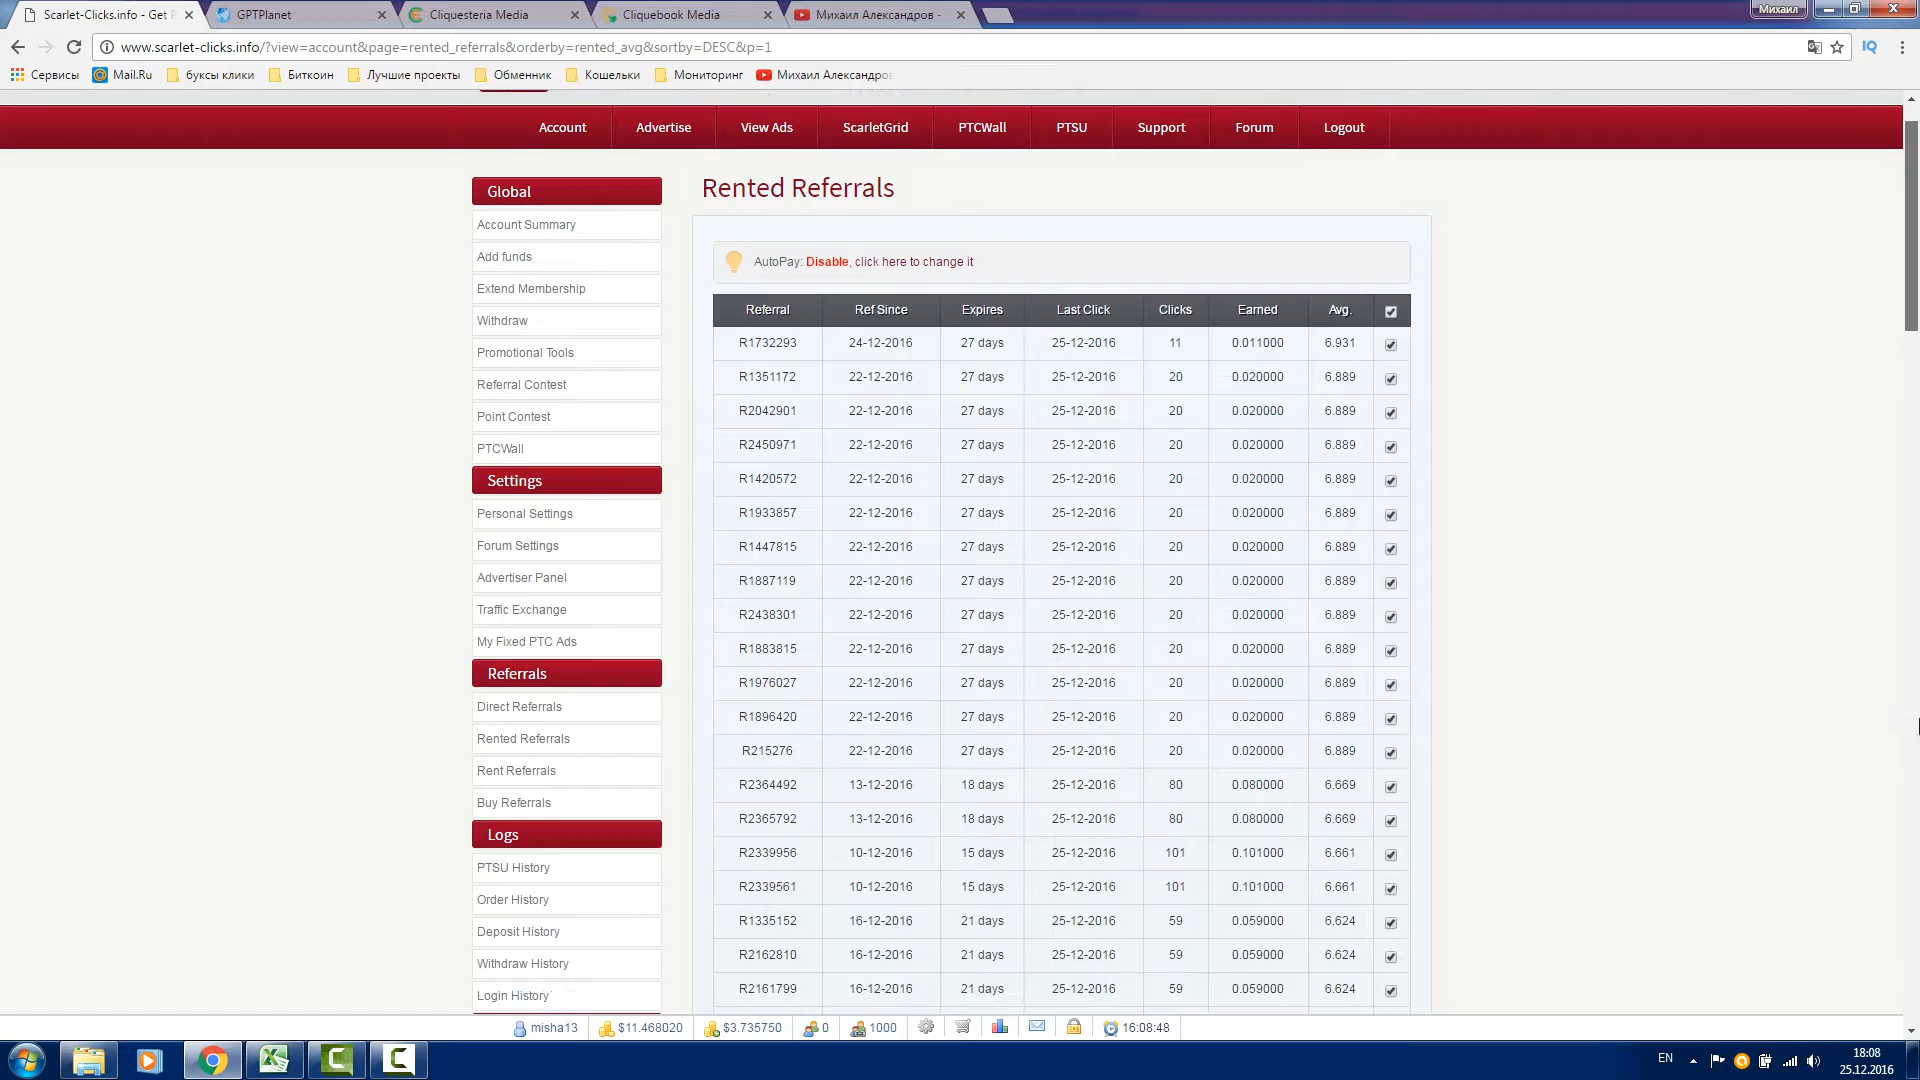 Scarlet-Clicks.info - Get P
GPTPlanet
Cliquesteria Media
Cliquebook Media
Михаил Александров -
Михаил
www.scarlet-clicks.info/?view=account&page=rented_referrals&orderby=rented_avg&sortby=DESC&p=1
IQ
Сервисы
Mail.Ru
буксы клики
Биткоин
Лучшие проекты
Обменник
Кошельки
Мониторинг
Михаил Александров
Account
Advertise
View Ads
ScarletGrid
PTCWall
PTSU
Support
Forum
Logout
Global
Account Summary
Add funds
Extend Membership
Withdraw
Promotional Tools
Referral Contest
Point Contest
PTCWall
Settings
Personal Settings
Forum Settings
Advertiser Panel
Traffic Exchange
My Fixed PTC Ads
Referrals
Direct Referrals
Rented Referrals
Rent Referrals
Buy Referrals
Logs
PTSU History
Order History
Deposit History
Withdraw History
Login History
Rented Referrals
AutoPay: Disable, click here to change it
Referral Ref Since Expires Last Click Clicks Earned Avg.
R1732293 24-12-2016 27 days 25-12-2016 11 0.011000 6.931
R1351172 22-12-2016 27 days 25-12-2016 20 0.020000 6.889
R2042901 22-12-2016 27 days 25-12-2016 20 0.020000 6.889
R2450971 22-12-2016 27 days 25-12-2016 20 0.020000 6.889
R1420572 22-12-2016 27 days 25-12-2016 20 0.020000 6.889
R1933857 22-12-2016 27 days 25-12-2016 20 0.020000 6.889
R1447815 22-12-2016 27 days 25-12-2016 20 0.020000 6.889
R1887119 22-12-2016 27 days 25-12-2016 20 0.020000 6.889
R2438301 22-12-2016 27 days 25-12-2016 20 0.020000 6.889
R1883815 22-12-2016 27 days 25-12-2016 20 0.020000 6.889
R1976027 22-12-2016 27 days 25-12-2016 20 0.020000 6.889
R1896420 22-12-2016 27 days 25-12-2016 20 0.020000 6.889
R215276 22-12-2016 27 days 25-12-2016 20 0.020000 6.889
R2364492 13-12-2016 18 days 25-12-2016 80 0.080000 6.669
R2365792 13-12-2016 18 days 25-12-2016 80 0.080000 6.669
R2339956 10-12-2016 15 days 25-12-2016 101 0.101000 6.661
R2339561 10-12-2016 15 days 25-12-2016 101 0.101000 6.661
R1335152 16-12-2016 21 days 25-12-2016 59 0.059000 6.624
R2162810 16-12-2016 21 days 25-12-2016 59 0.059000 6.624
R2161799 16-12-2016 21 days 25-12-2016 59 0.059000 6.624
misha13 $11.468020 $3.735750 0 1000 16:08:48
EN
18:08
25.12.2016